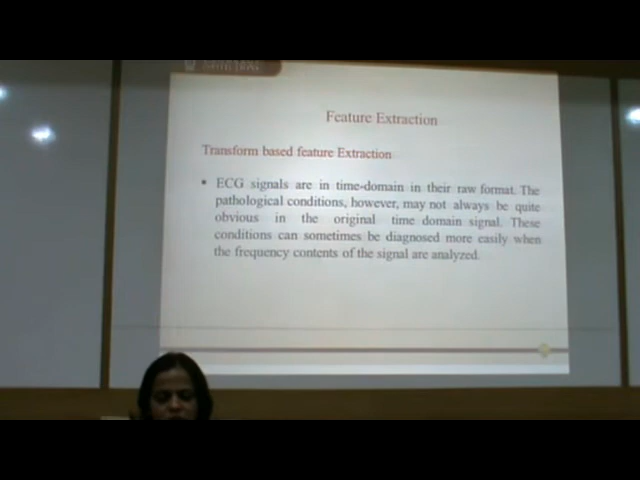 Feature Extraction
Transform based feature Extraction
▪ ECG signals are in time-domain in their raw format. The
pathological conditions, however, may not always be quite
obvious in the original time domain signal. These
conditions can sometimes be diagnosed more easily when
the frequency contents of the signal are analyzed.